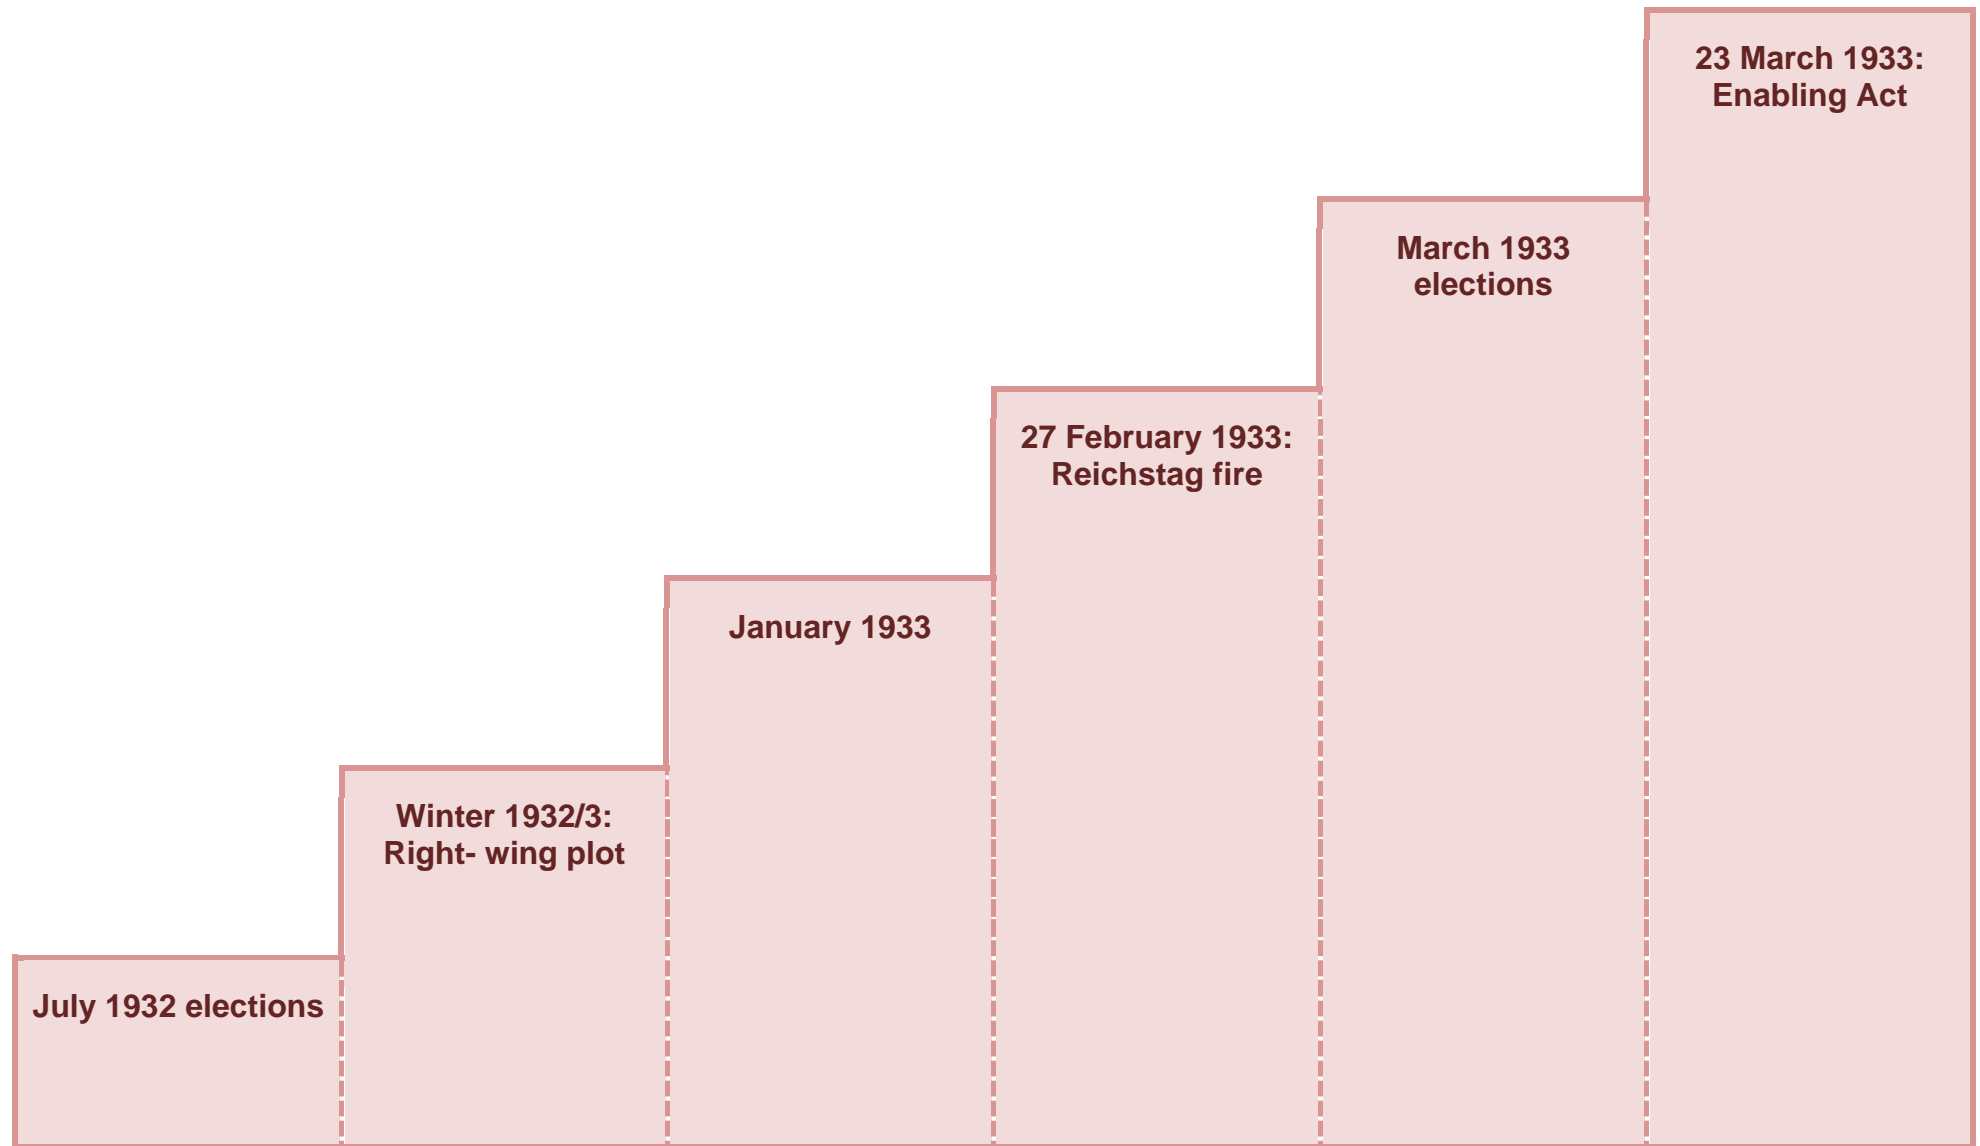 July 1932 elections
Winter 1932/3:
Right- wing plot
January 1933
27 February 1933:
Reichstag fire
March 1933
elections
23 March 1933:
Enabling Act